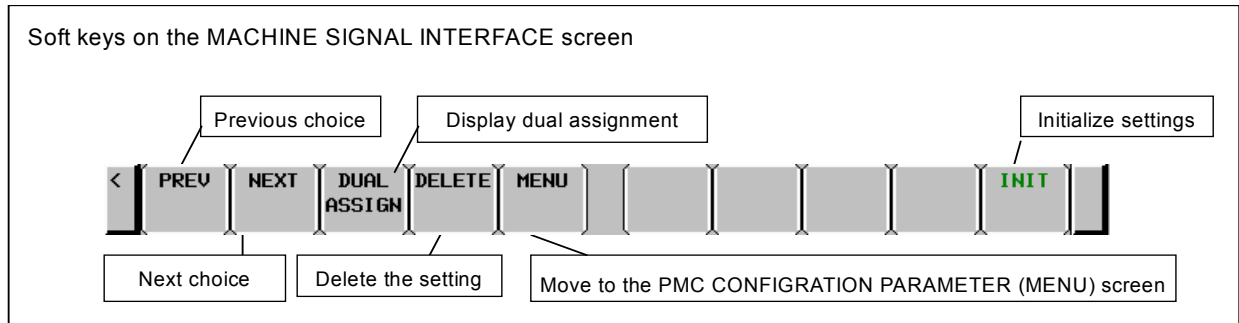 Soft keys on the MACHINE SIGNAL INTERFACE screen
Previous choice
Display dual assignment
Initialize settings
<
PREV
NEXT
DUAL
ASSIGN
DELETE
MENU
INIT
Next choice
Delete the setting
Move to the PMC CONFIGRATION PARAMETER (MENU) screen